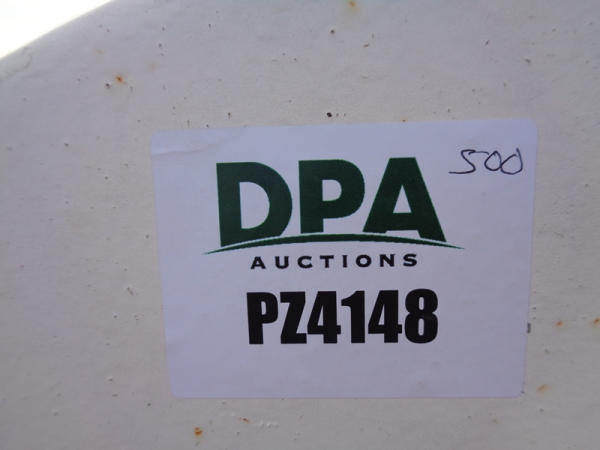 500
DPA
AUCTIONS
PZ4148